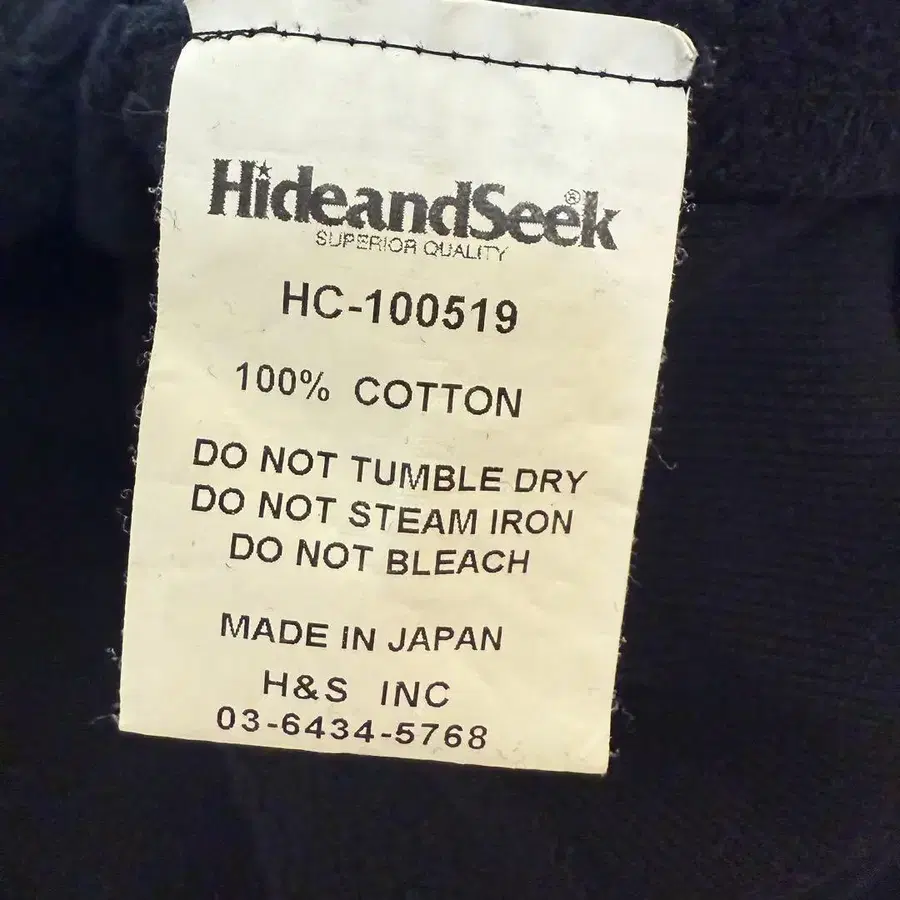 HideandSeek®
SUPERIOR QUALITY
HC-100519
100% COTTON
DO NOT TUMBLE DRY
DO NOT STEAM IRON
DO NOT BLEACH
MADE IN JAPAN
H&S INC
03-6434-5768